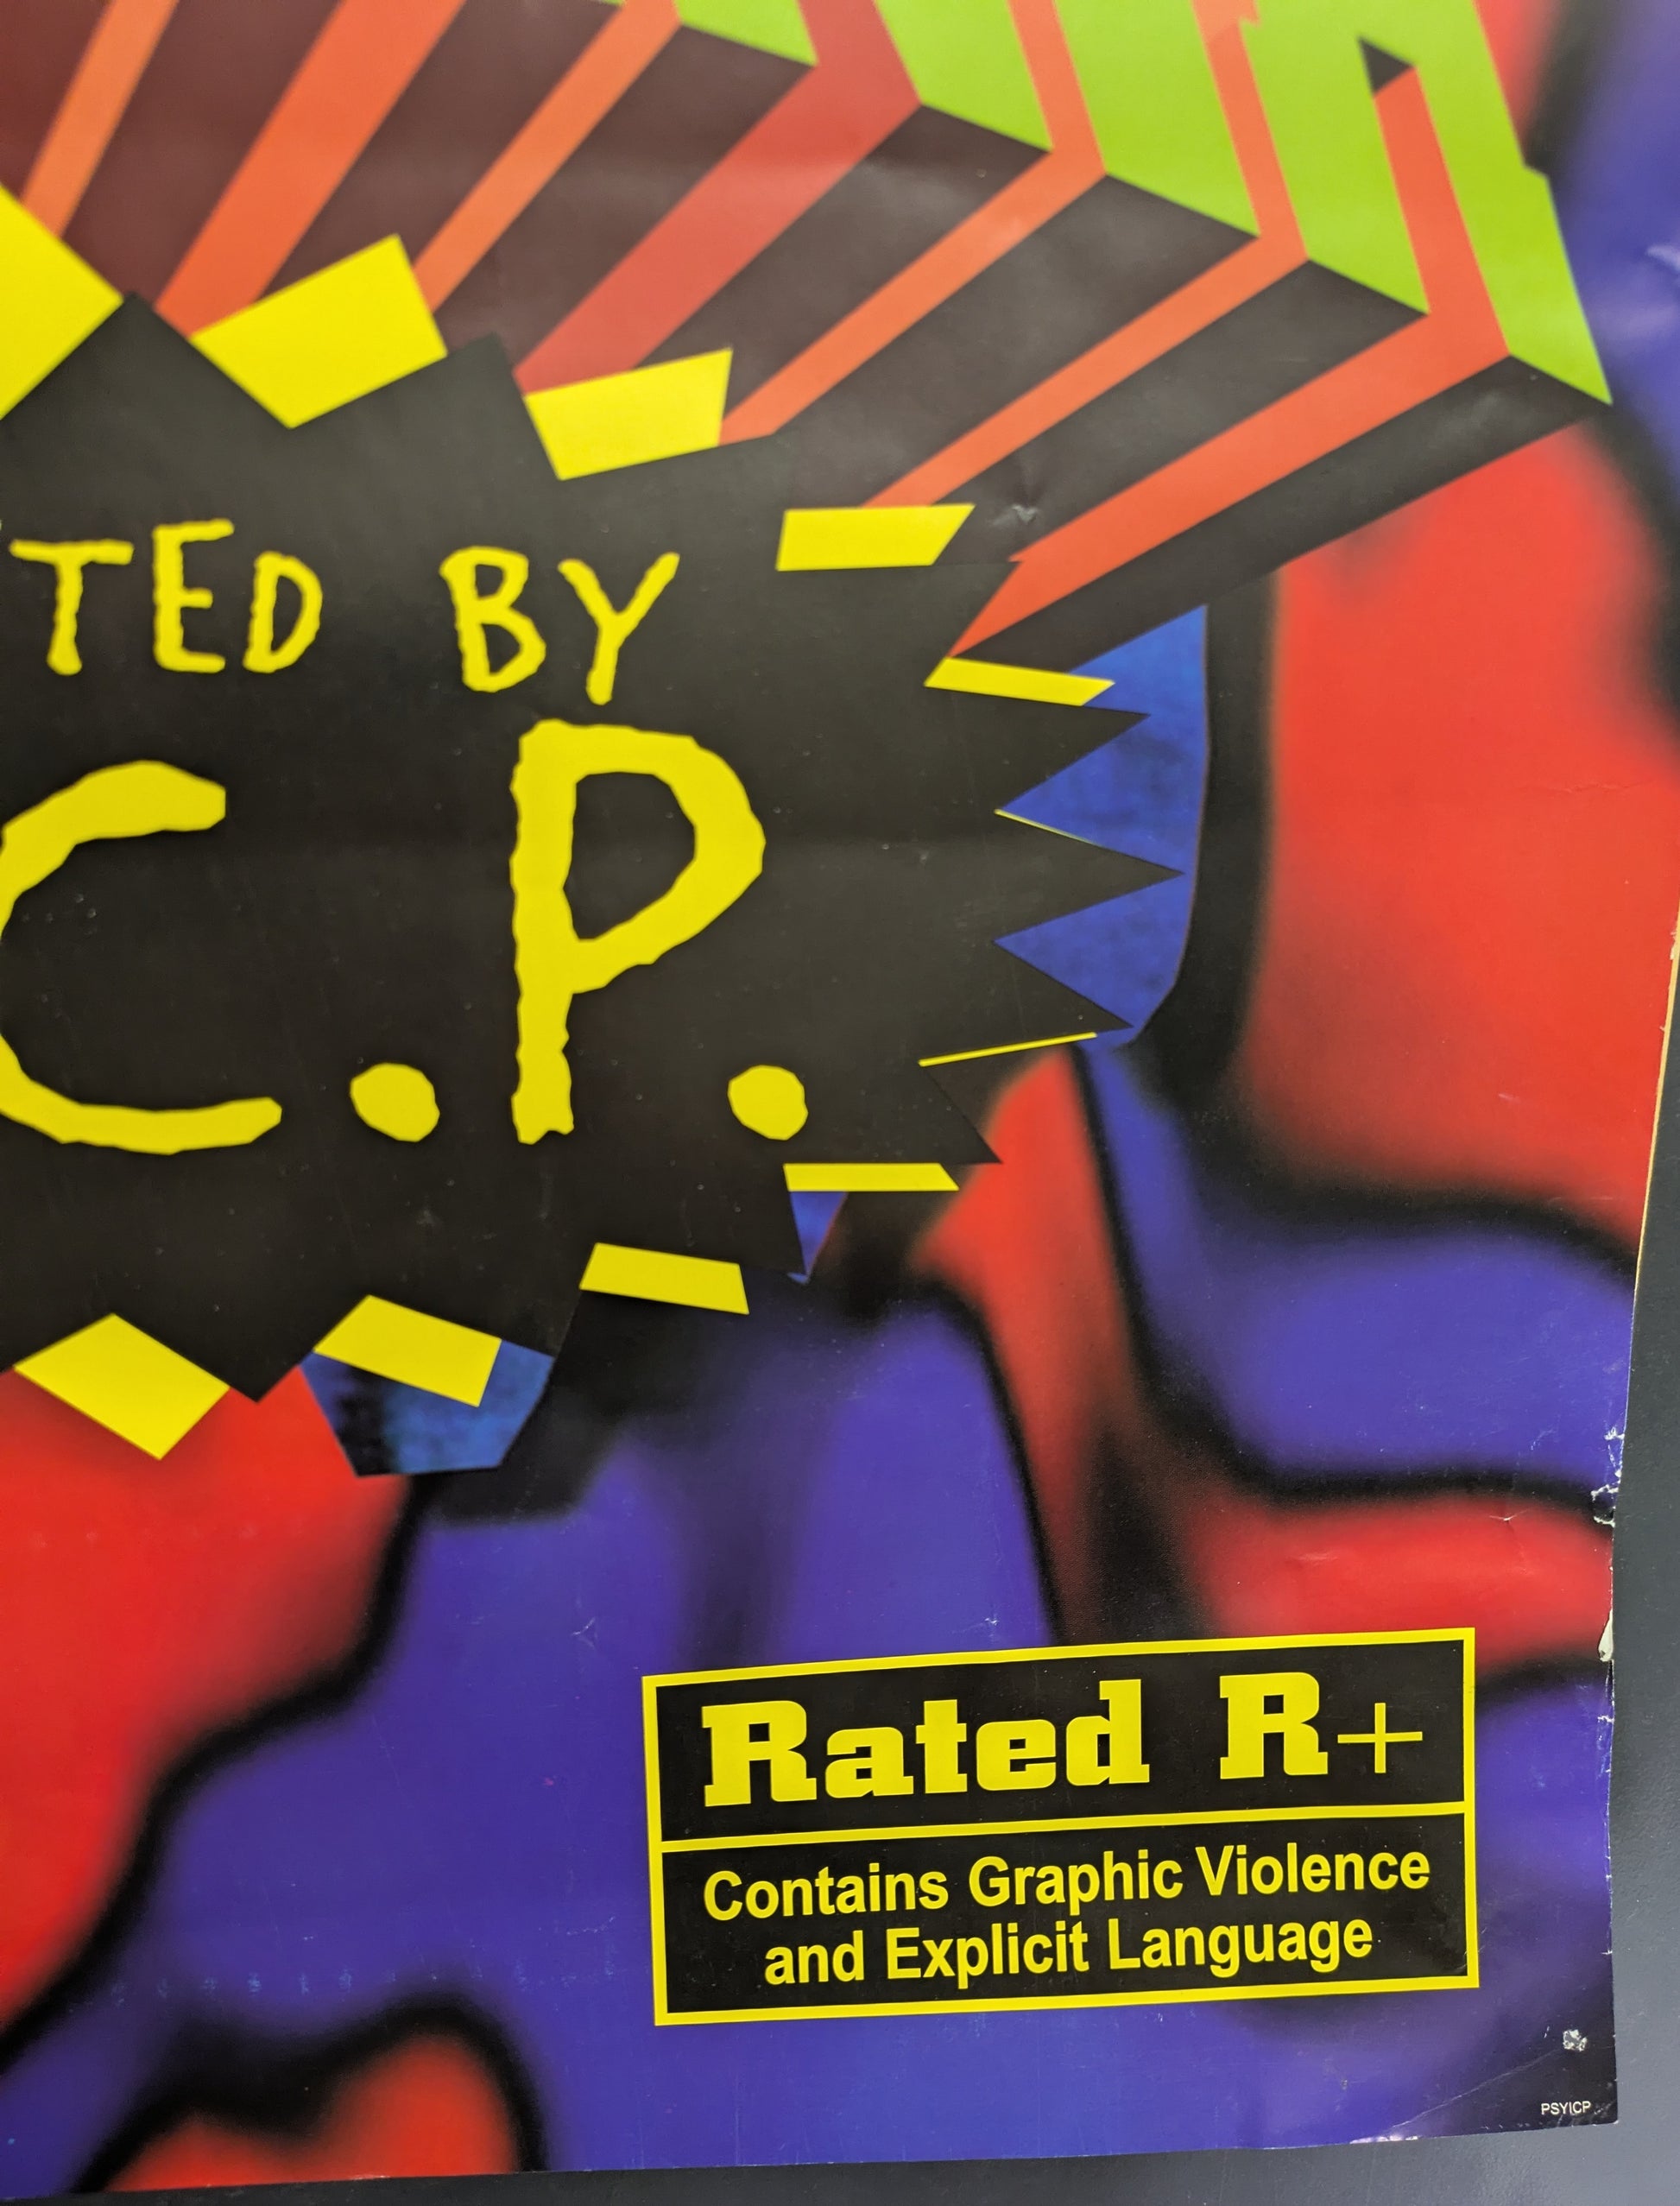 TED BY
C.P.
Rated R+
Contains Graphic Violence
and Explicit Language
PSYICP